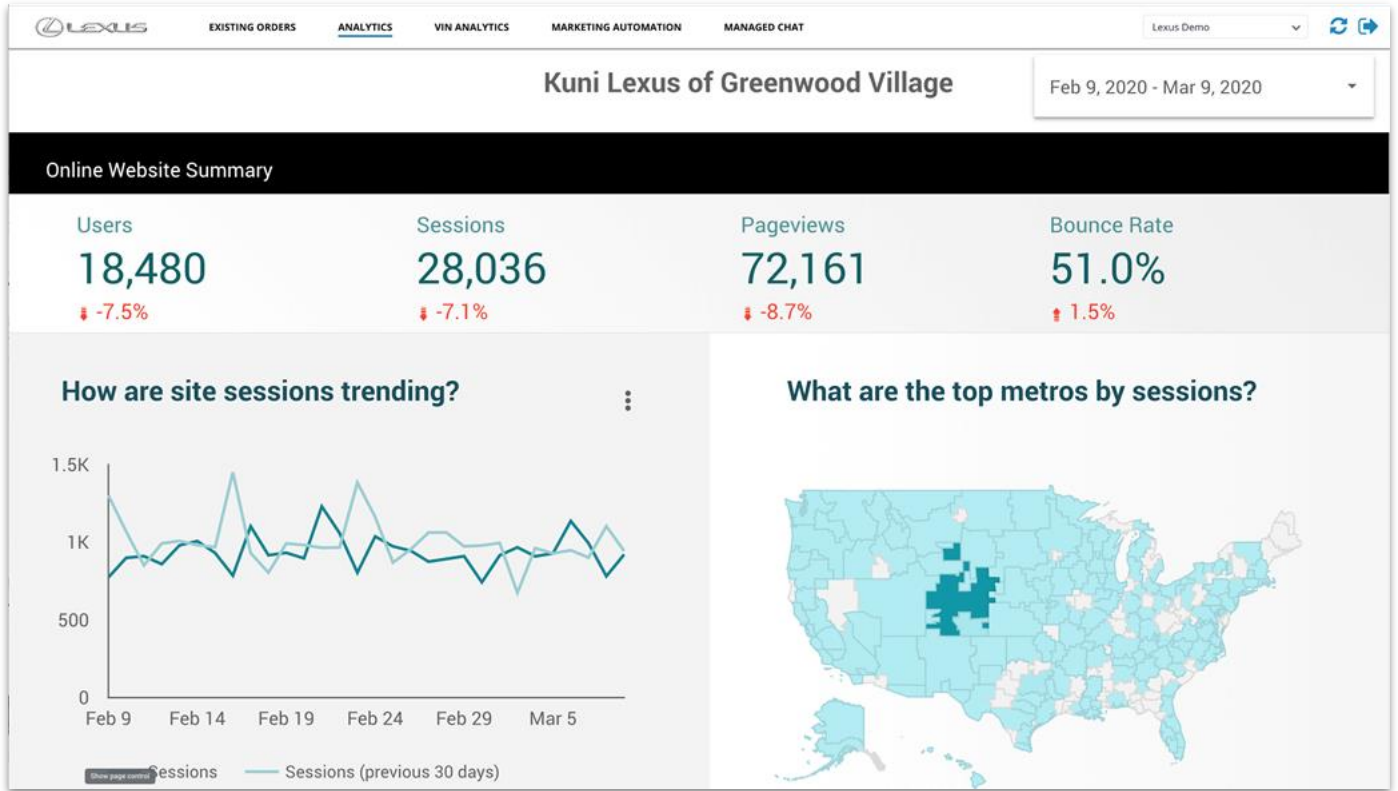 LEXUS EXISTING ORDERS ANALYTICS VIN ANALYTICS MARKETING AUTOMATION MANAGED CHAT Lexus Demo
Kuni Lexus of Greenwood Village
Feb 9, 2020 - Mar 9, 2020
Online Website Summary
Users
18,480
-7.5%
Sessions
28,036
-7.1%
Pageviews
72,161
-8.7%
Bounce Rate
51.0%
1.5%
How are site sessions trending?
1.5K
1K
500
0
Feb 9 Feb 14 Feb 19 Feb 24 Feb 29 Mar 5
Show page control
Sessions Sessions (previous 30 days)
What are the top metros by sessions?